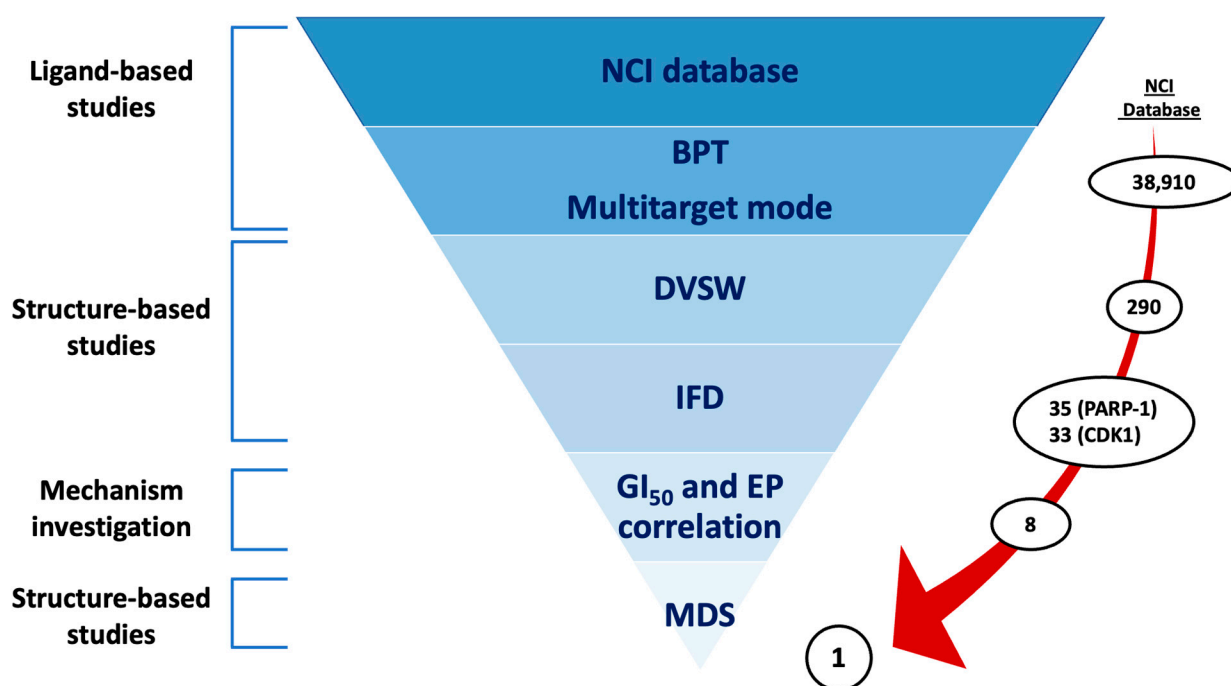 Ligand-based
studies
Structure-based
studies
Mechanism
investigation
Structure-based
studies
NCI database
BPT
Multitarget mode
DVSW
IFD
GI₅₀ and EP
correlation
MDS
NCI
Database
38,910
290
35 (PARP-1)
33 (CDK1)
8
1